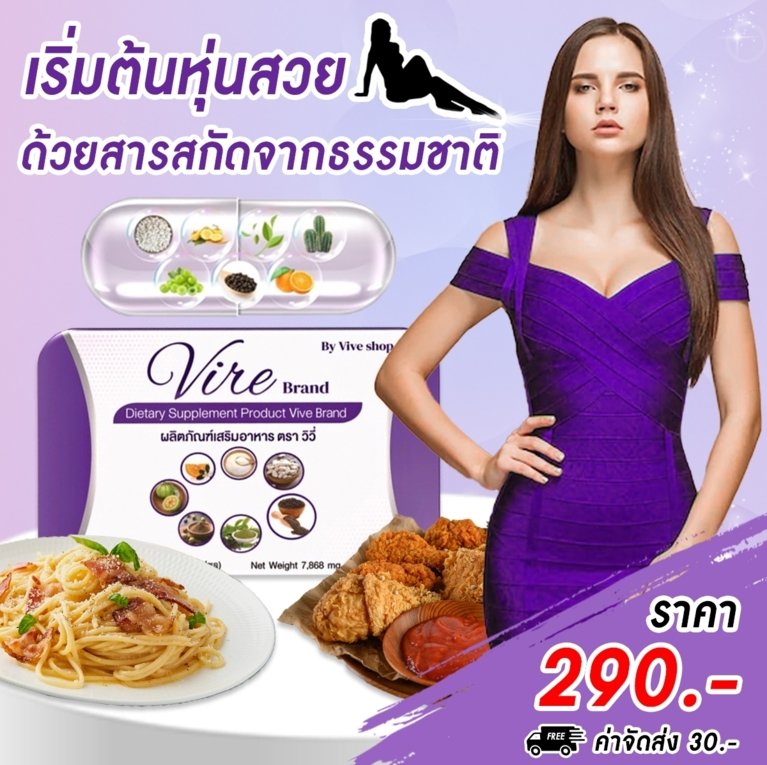 เริ่มต้นหุ่นสวย
ด้วยสารสกัดจากธรรมชาติ
By Vive shop
Vire Brand
Dietary Supplement Product Vive Brand
ผลิตภัณฑ์เสริมอาหาร ตรา วีวี่
Net Weight 7,868 mg.
ราคา
290.-
FREE ค่าจัดส่ง 30.-